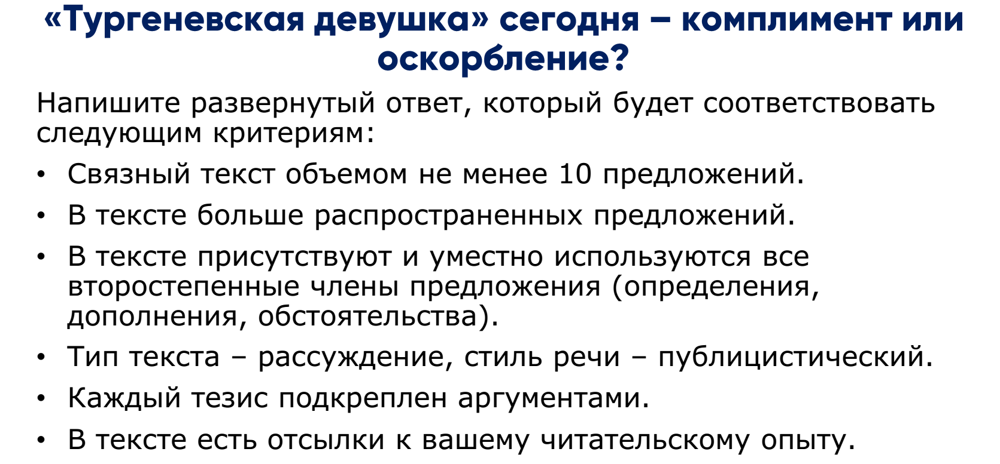 «Тургеневская девушка» сегодня – комплимент или
оскорбление?
Напишите развернутый ответ, который будет соответствовать
следующим критериям:
• Связный текст объемом не менее 10 предложений.
• В тексте больше распространенных предложений.
• В тексте присутствуют и уместно используются все
второстепенные члены предложения (определения,
дополнения, обстоятельства).
• Тип текста – рассуждение, стиль речи – публицистический.
• Каждый тезис подкреплен аргументами.
• В тексте есть отсылки к вашему читательскому опыту.